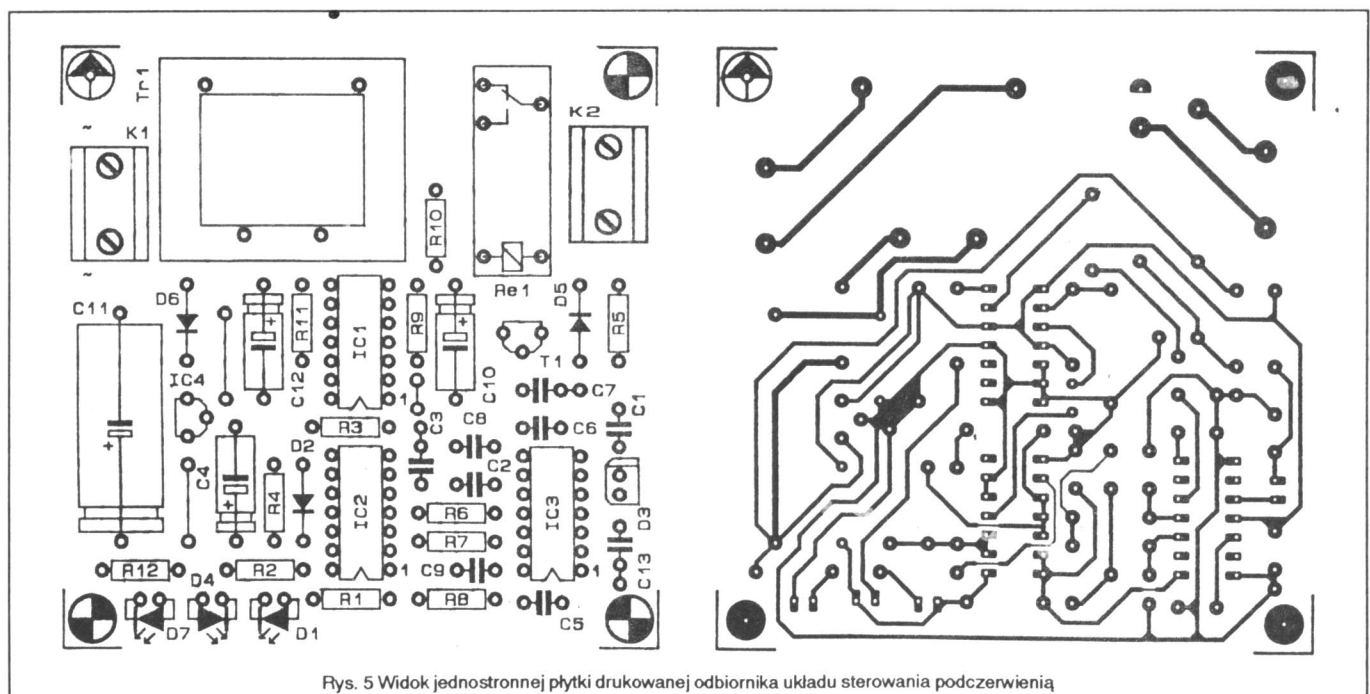 Tr1
K1
~
~
K2
R10
Re1
D6
C11
R11
IC1
R9
D5
R5
T1
C12
1
C10
IC4
C7
C1
R3
C3
C8
C6
D2
C4
C2
R4
IC2
R6
IC3
R7
D3
R12
R2
1
C9
1
C13
D4
R1
R8
C5
D7
D1
Rys. 5 Widok jednostronnej płytki drukowanej odbiornika układu sterowania podczerwienią